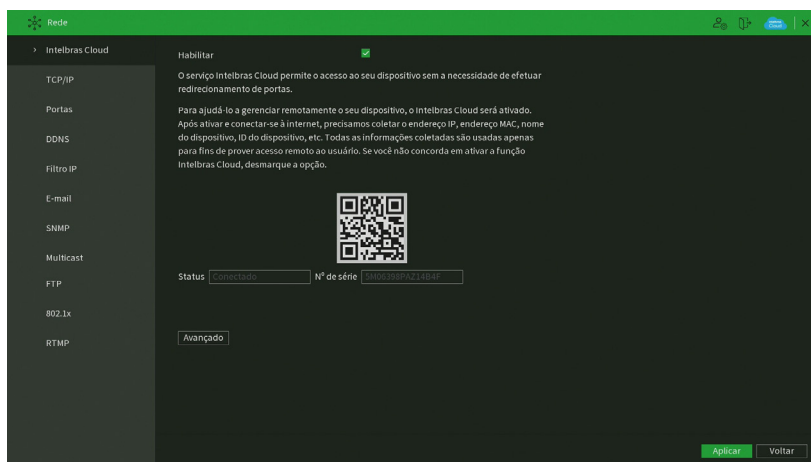 Rede
Intelbras Cloud
TCP/IP
Portas
DDNS
Filtro IP
E-mail
SNMP
Multicast
FTP
802.1x
RTMP
Habilitar
O serviço Intelbras Cloud permite o acesso ao seu dispositivo sem a necessidade de efetuar
redirecionamento de portas.
Para ajudá-lo a gerenciar remotamente o seu dispositivo, o Intelbras Cloud será ativado.
Após ativar e conectar-se à internet, precisamos coletar o endereço IP, endereço MAC, nome
do dispositivo, ID do dispositivo, etc. Todas as informações coletadas são usadas apenas
para fins de prover acesso remoto ao usuário. Se você não concorda em ativar a função
Intelbras Cloud, desmarque a opção.
Status Conectado Nº de série
Avançado
Aplicar Voltar